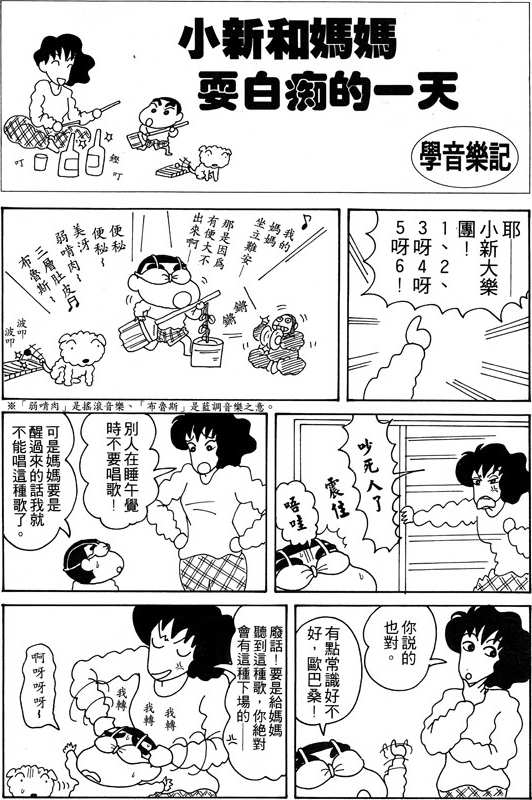 小新和媽媽
耍白痴的一天
學音樂記
叮
噹
叮
耶！
小新大樂
團！
1、2、
3呀4呀
5呀6！
我的
媽媽
坐立難安—
那是因為
有便大不
出來啊—
鏘
鏘
鏘
便秘—
便秘！
美牙
弱啃肉—
三層肚皮
布魯斯—
波
叩
波
叩
※「弱啃肉」是搖滾音樂、「布魯斯」是藍調音樂之意。
吵死人了
震怪
唔哇
別人在睡午覺
時不要唱歌！
可是媽媽要是
醒過來的話我就
不能唱這種歌了。
你說的
也對。
有點常識好不
好，歐巴桑！
廢話！要是給媽媽
聽到這種歌，你絕對
會有這種下場的—
我轉
我轉
我轉
啊呀呀呀～